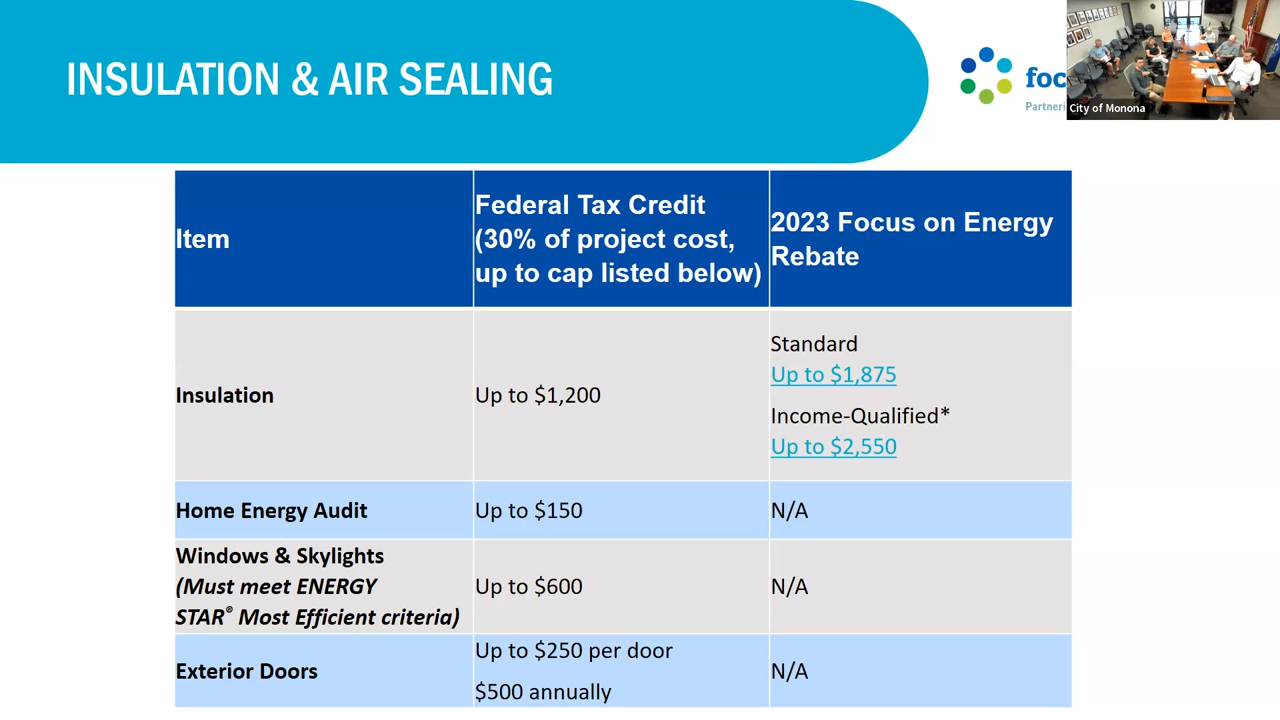 INSULATION & AIR SEALING
foc
Partneri
City of Monona
Item
Federal Tax Credit
(30% of project cost,
up to cap listed below)
2023 Focus on Energy
Rebate
Insulation
Up to $1,200
Standard
Up to $1,875
Income-Qualified*
Up to $2,550
Home Energy Audit
Up to $150
N/A
Windows & Skylights
(Must meet ENERGY
STAR® Most Efficient criteria)
Up to $600
N/A
Exterior Doors
Up to $250 per door
$500 annually
N/A